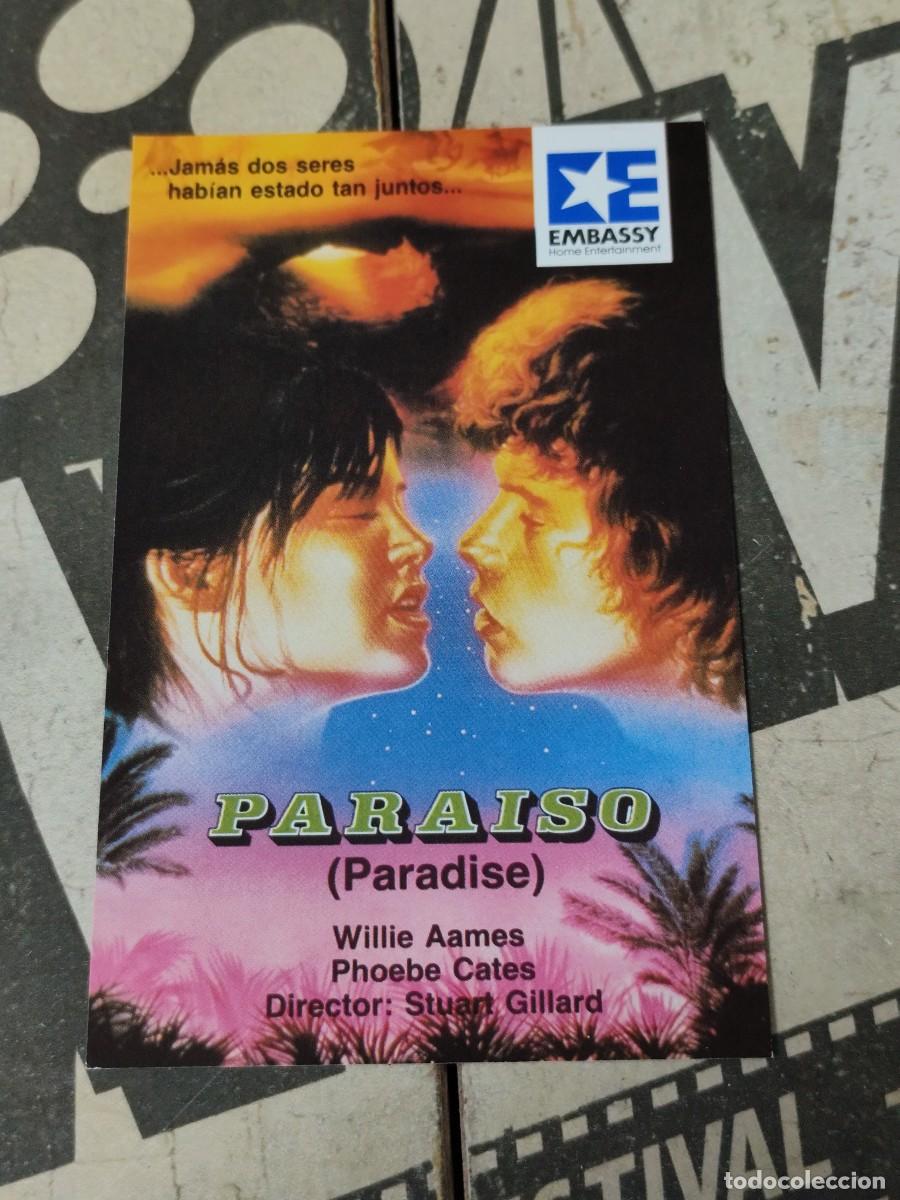 ...Jamás dos seres
habían estado tan juntos...
E
EMBASSY
Home Entertainment
PARAISO
(Paradise)
Willie Aames
Phoebe Cates
Director: Stuart Gillard
todocoleccion